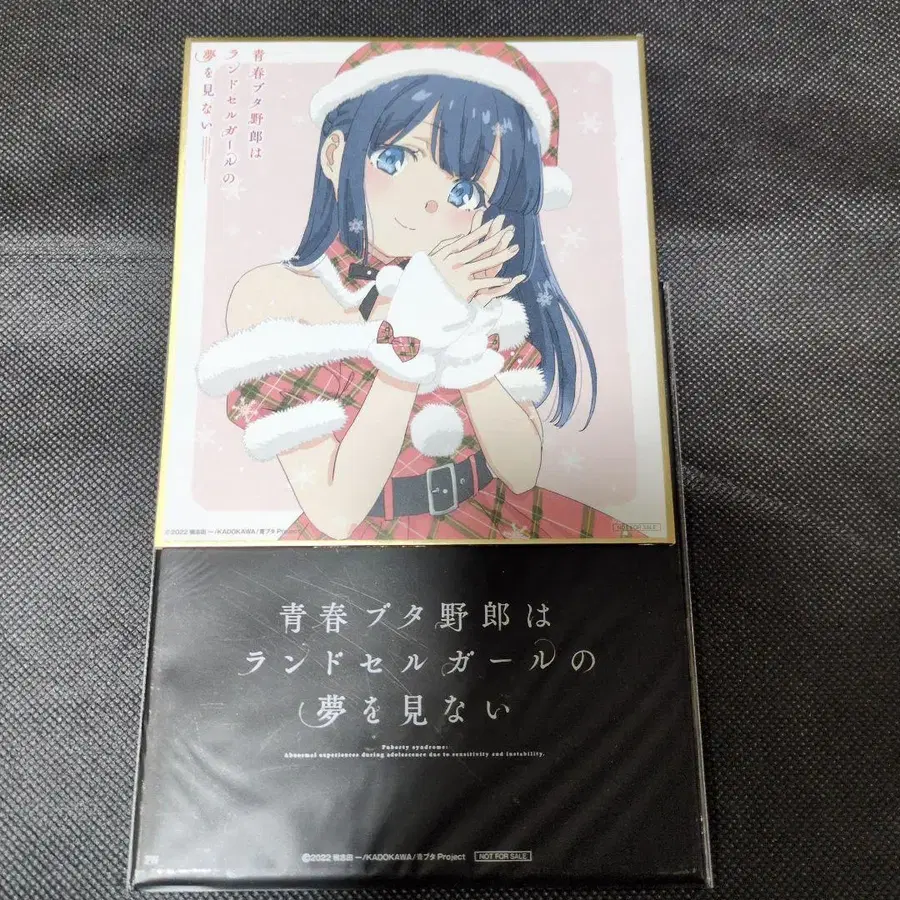 青春ブタ野郎は
ランドセルガールの
夢を見ない
©2022 鴨志田 一/KADOKAWA/青ブタ Project
NOT FOR SALE
青春ブタ野郎は
ランドセルガールの
夢を見ない
Puberty syndrome:
Abnormal experiences during adolescence due to sensitivity and instability.
©2022 鴨志田 一/KADOKAWA/青ブタ Project
NOT FOR SALE